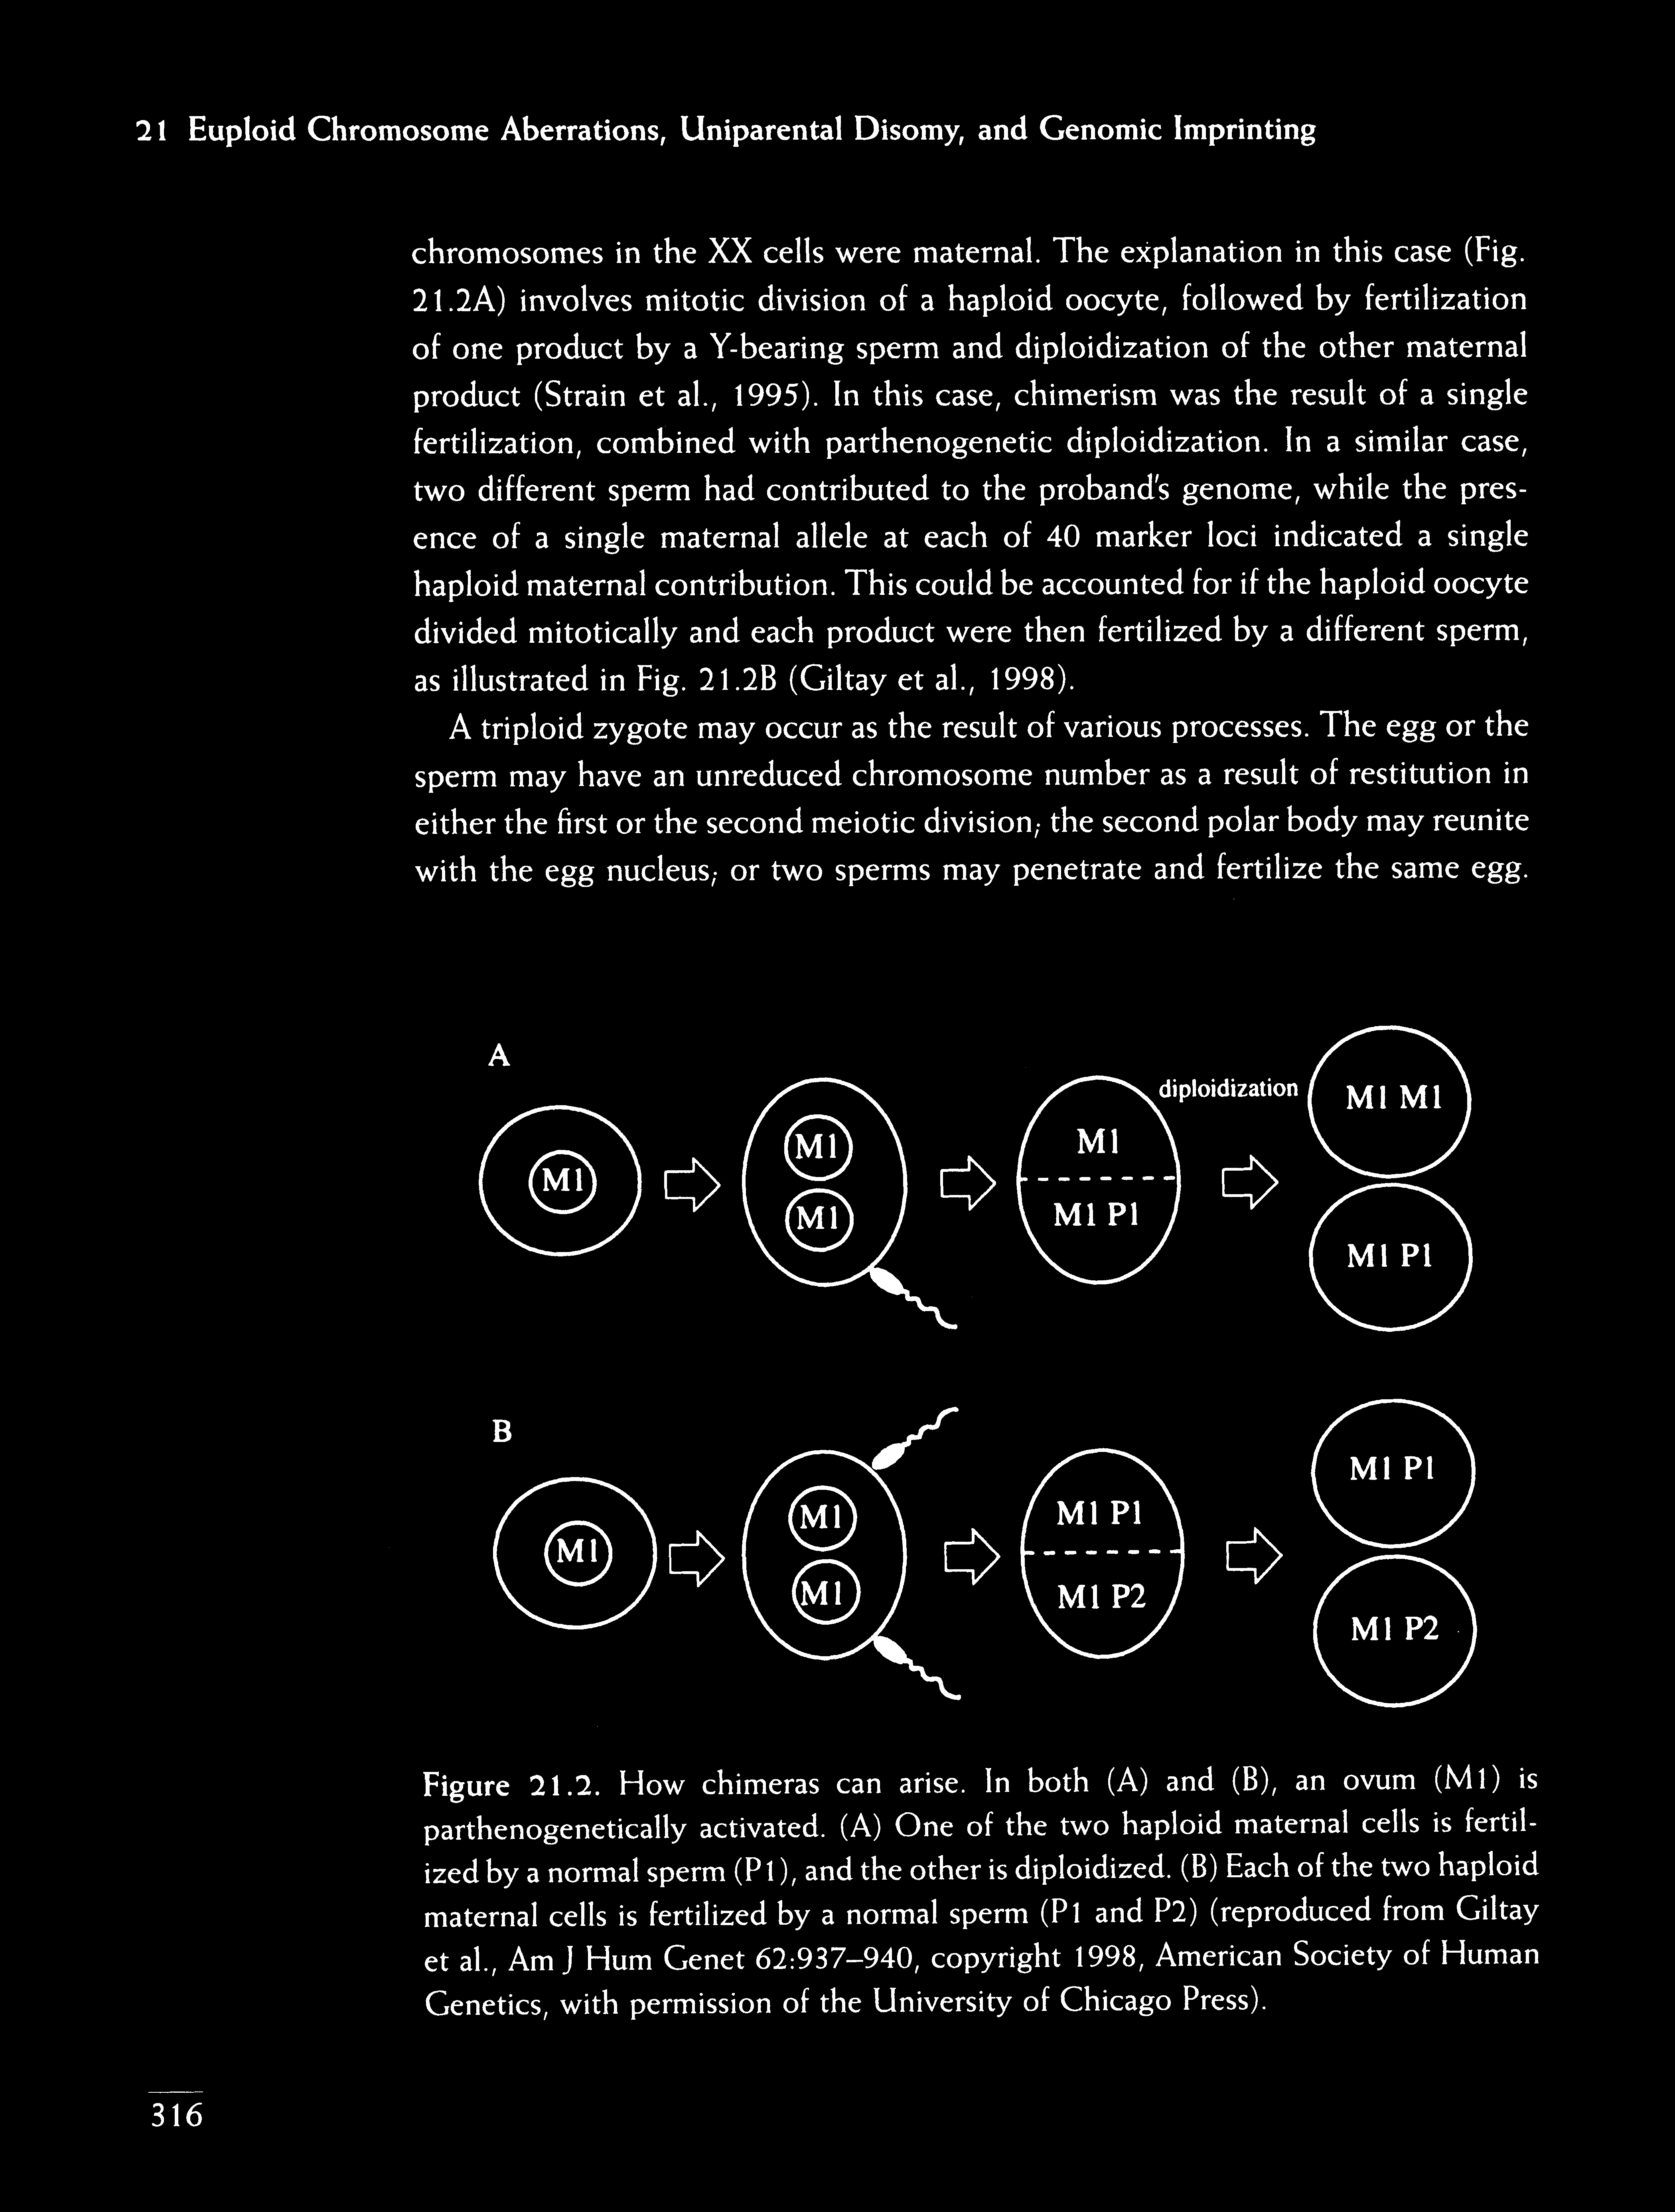 21 Euploid Chromosome Aberrations, Uniparental Disomy, and Genomic Imprinting
chromosomes in the XX cells were maternal. The explanation in this case (Fig.
21.2A) involves mitotic division of a haploid oocyte, followed by fertilization
of one product by a Y-bearing sperm and diploidization of the other maternal
product (Strain et al., 1995). In this case, chimerism was the result of a single
fertilization, combined with parthenogenetic diploidization. In a similar case,
two different sperm had contributed to the proband's genome, while the pres-
ence of a single maternal allele at each of 40 marker loci indicated a single
haploid maternal contribution. This could be accounted for if the haploid oocyte
divided mitotically and each product were then fertilized by a different sperm,
as illustrated in Fig. 21.2B (Giltay et al., 1998).
A triploid zygote may occur as the result of various processes. The egg or the
sperm may have an unreduced chromosome number as a result of restitution in
either the first or the second meiotic division; the second polar body may reunite
with the egg nucleus; or two sperms may penetrate and fertilize the same egg.
A
diploidization
M1 M1
M1
M1
M1
M1
M1 P1
M1 P1
B
M1 P1
M1
M1 P1
M1
M1
M1 P2
M1 P2
Figure 21.2. How chimeras can arise. In both (A) and (B), an ovum (M1) is
parthenogenetically activated. (A) One of the two haploid maternal cells is fertil-
ized by a normal sperm (P1), and the other is diploidized. (B) Each of the two haploid
maternal cells is fertilized by a normal sperm (P1 and P2) (reproduced from Giltay
et al., Am J Hum Genet 62:937–940, copyright 1998, American Society of Human
Genetics, with permission of the University of Chicago Press).
316